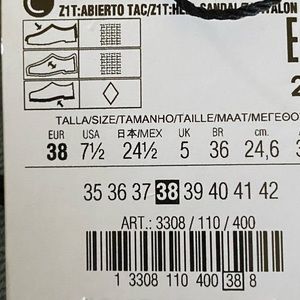 C Z1T:ABIERTO TAC/Z1T:HEEL SANDAL
TALLA/SIZE/TAMANHO/TAILLE/MAAT/ΜΕΓΕΘΟ
EUR USA 日本/MEX UK BR cm.
38 7½ 24½ 5 36 24,6
35 36 37 38 39 40 41 42
ART.: 3308 / 110 / 400
1 3308 110 400 38 8